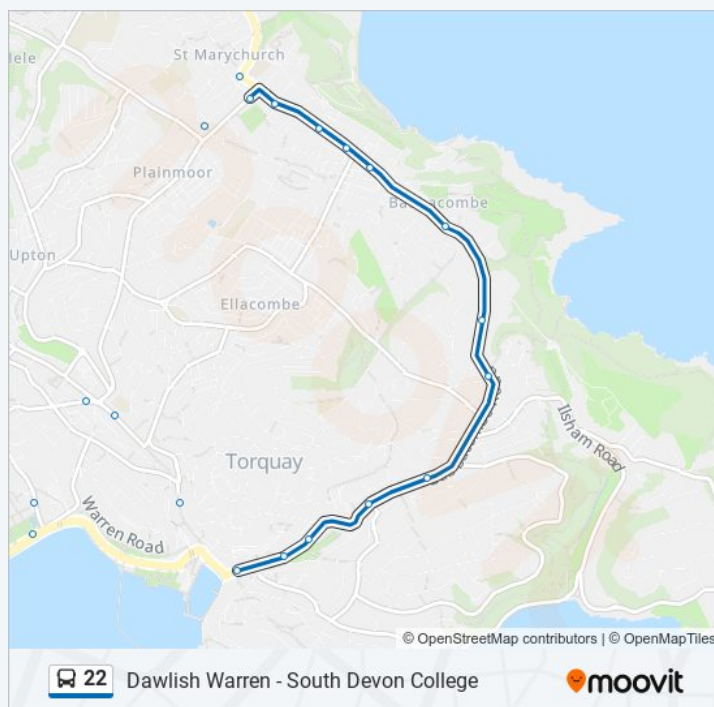 St Marychurch
Plainmoor
Upton
Ellacombe
Ilsham Road
Torquay
Warren Road
© OpenStreetMap contributors | © OpenMapTiles
22 Dawlish Warren - South Devon College
moovit